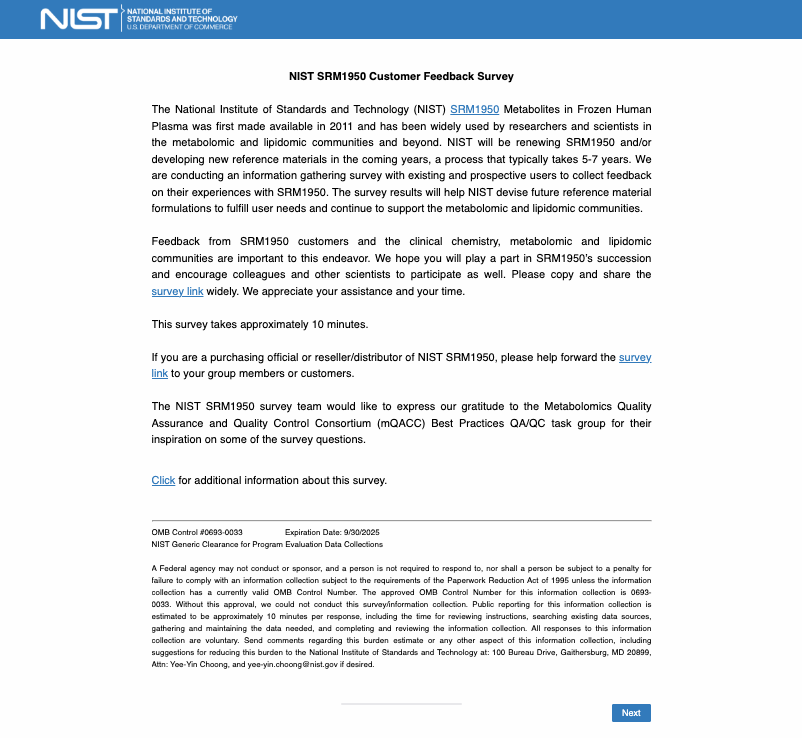 NIST
NATIONAL INSTITUTE OF
STANDARDS AND TECHNOLOGY
U.S. DEPARTMENT OF COMMERCE
NIST SRM1950 Customer Feedback Survey
The National Institute of Standards and Technology (NIST) SRM1950 Metabolites in Frozen Human
Plasma was first made available in 2011 and has been widely used by researchers and scientists in
the metabolomic and lipidomic communities and beyond. NIST will be renewing SRM1950 and/or
developing new reference materials in the coming years, a process that typically takes 5-7 years. We
are conducting an information gathering survey with existing and prospective users to collect feedback
on their experiences with SRM1950. The survey results will help NIST devise future reference material
formulations to fulfill user needs and continue to support the metabolomic and lipidomic communities.
Feedback from SRM1950 customers and the clinical chemistry, metabolomic and lipidomic
communities are important to this endeavor. We hope you will play a part in SRM1950's succession
and encourage colleagues and other scientists to participate as well. Please copy and share the
survey link widely. We appreciate your assistance and your time.
This survey takes approximately 10 minutes.
If you are a purchasing official or reseller/distributor of NIST SRM1950, please help forward the survey
link to your group members or customers.
The NIST SRM1950 survey team would like to express our gratitude to the Metabolomics Quality
Assurance and Quality Control Consortium (mQACC) Best Practices QA/QC task group for their
inspiration on some of the survey questions.
Click for additional information about this survey.
OMB Control #0693-0033 Expiration Date: 9/30/2025
NIST Generic Clearance for Program Evaluation Data Collections
A Federal agency may not conduct or sponsor, and a person is not required to respond to, nor shall a person be subject to a penalty for
failure to comply with an information collection subject to the requirements of the Paperwork Reduction Act of 1995 unless the information
collection has a currently valid OMB Control Number. The approved OMB Control Number for this information collection is 0693-
0033. Without this approval, we could not conduct this survey/information collection. Public reporting for this information collection is
estimated to be approximately 10 minutes per response, including the time for reviewing instructions, searching existing data sources,
gathering and maintaining the data needed, and completing and reviewing the information collection. All responses to this information
collection are voluntary. Send comments regarding this burden estimate or any other aspect of this information collection, including
suggestions for reducing this burden to the National Institute of Standards and Technology at: 100 Bureau Drive, Gaithersburg, MD 20899,
Attn: Yee-Yin Choong, and yee-yin.choong@nist.gov if desired.
Next